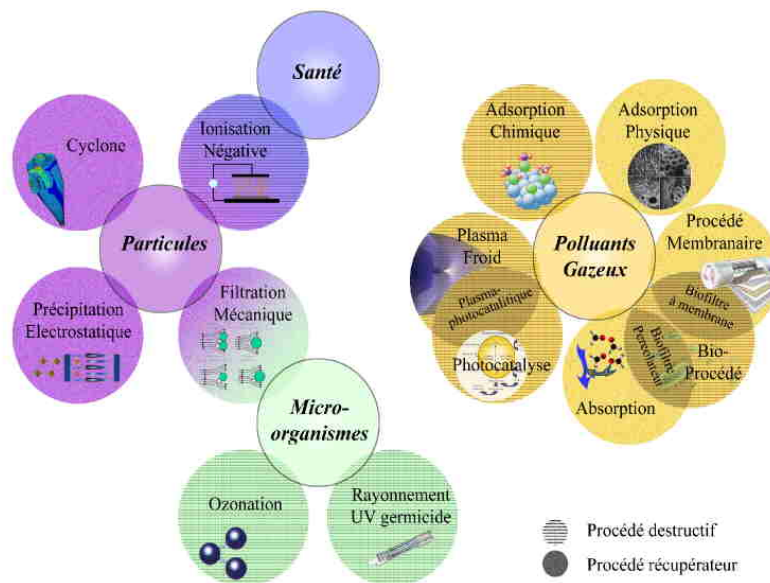 Santé
Cyclone
Ionisation
Négative
Particules
Précipitation
Electrostatique
Filtration
Mécanique
Micro-
organismes
Ozonation
Rayonnement
UV germicide
Adsorption
Chimique
Adsorption
Physique
Plasma
Froid
Polluants
Gazeux
Procédé
Membranaire
Plasma-
photocatalitique
Biofiltre
à membrane
Photocatalyse
Biofiltre
Percolateur
Bio-
Procédé
Absorption
Procédé destructif
Procédé récupérateur